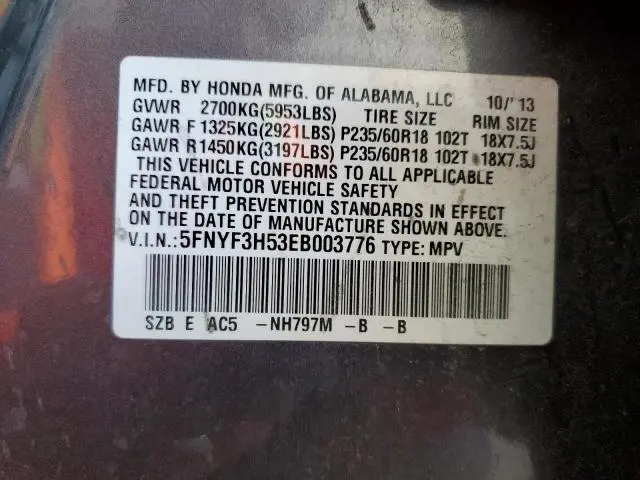 MFD. BY HONDA MFG. OF ALABAMA, LLC 10/'13
GVWR 2700KG(5953LBS) TIRE SIZE RIM SIZE
GAWR F 1325KG(2921LBS) P235/60R18 102T 18X7.5J
GAWR R1450KG(3197LBS) P235/60R18 102T 18X7.5J
THIS VEHICLE CONFORMS TO ALL APPLICABLE
FEDERAL MOTOR VEHICLE SAFETY
AND THEFT PREVENTION STANDARDS IN EFFECT
ON THE DATE OF MANUFACTURE SHOWN ABOVE.
V.I.N.:5FNYF3H53EB003776 TYPE: MPV
SZB E AC5 -NH797M -B -B